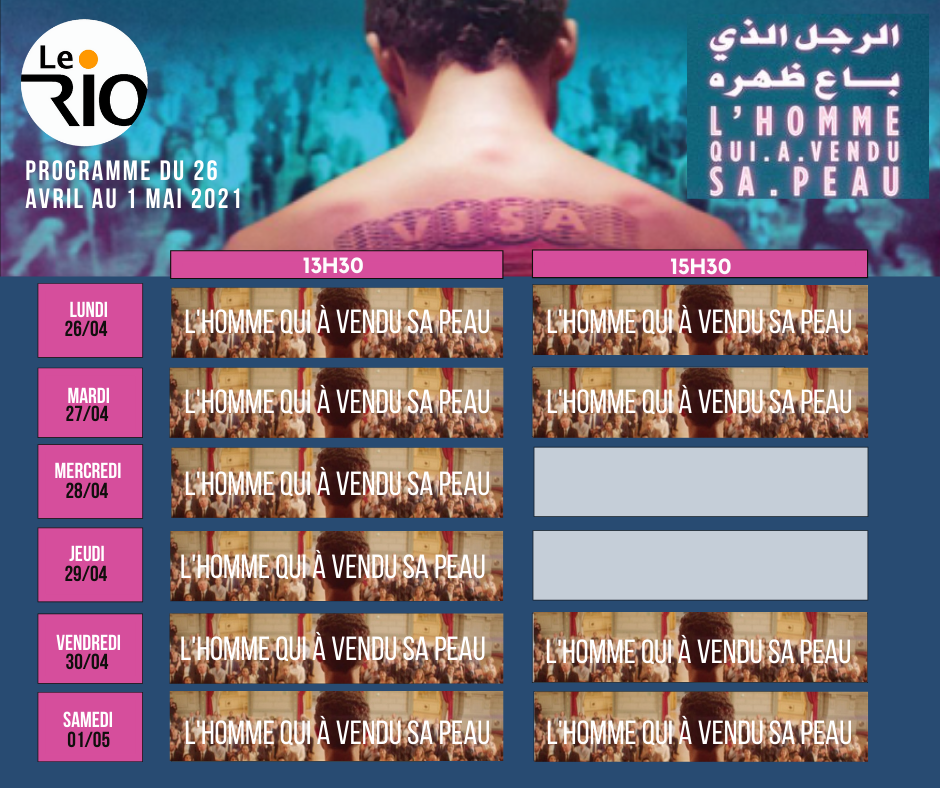 Le
RIO
PROGRAMME DU 26
AVRIL AU 1 MAI 2021
الرجل الذي
باع ظهره
L'HOMME
QUI.A.VENDU
SA.PEAU
VISA
13H30
15H30
LUNDI
26/04
L'HOMME QUI À VENDU SA PEAU
L'HOMME QUI À VENDU SA PEAU
MARDI
27/04
L'HOMME QUI À VENDU SA PEAU
L'HOMME QUI À VENDU SA PEAU
MERCREDI
28/04
L'HOMME QUI À VENDU SA PEAU
JEUDI
29/04
L'HOMME QUI À VENDU SA PEAU
VENDREDI
30/04
L'HOMME QUI À VENDU SA PEAU
L'HOMME QUI À VENDU SA PEAU
SAMEDI
01/05
L'HOMME QUI À VENDU SA PEAU
L'HOMME QUI À VENDU SA PEAU